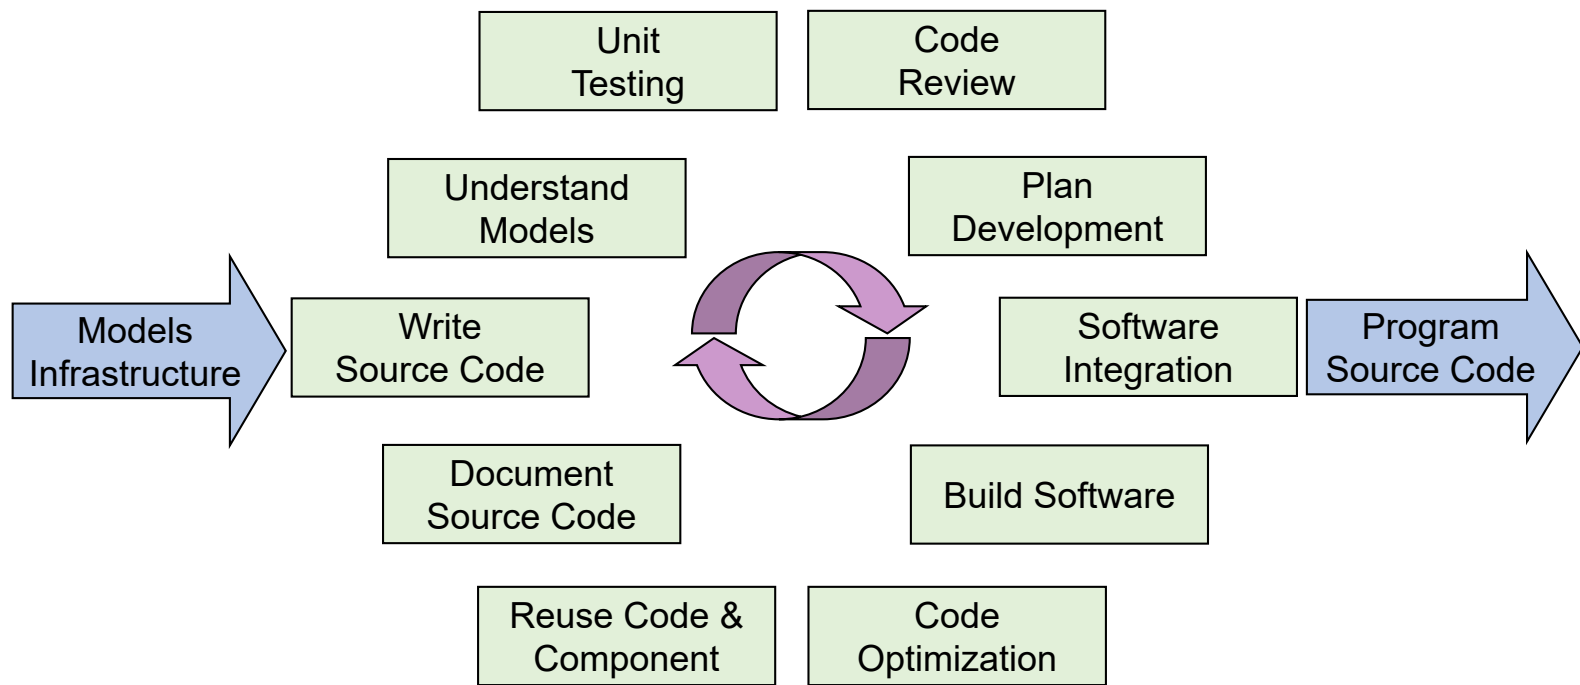 Unit
Testing
Code
Review
Understand
Models
Plan
Development
Models
Infrastructure
Write
Source Code
Software
Integration
Program
Source Code
Document
Source Code
Build Software
Reuse Code &
Component
Code
Optimization